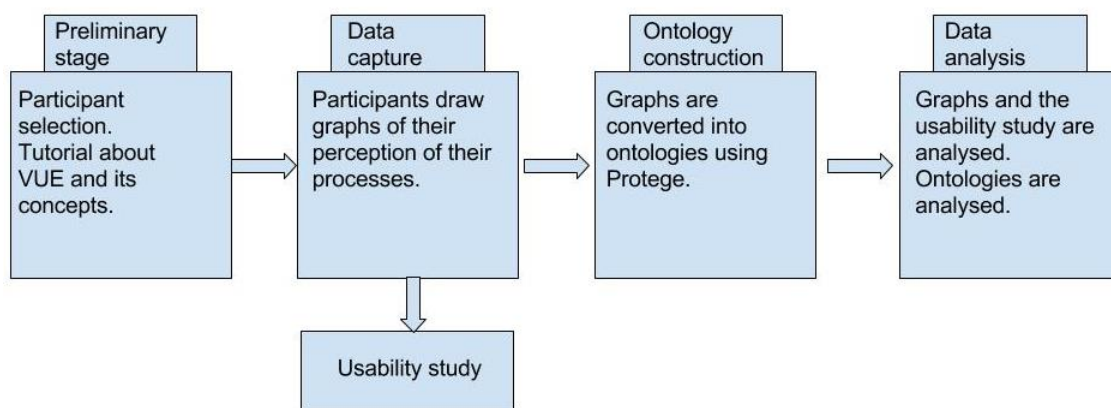 Preliminary
stage
Participant
selection.
Tutorial about
VUE and its
concepts.
Data
capture
Participants draw
graphs of their
perception of their
processes.
Usability study
Ontology
construction
Graphs are
converted into
ontologies using
Protege.
Data
analysis
Graphs and the
usability study are
analysed.
Ontologies are
analysed.